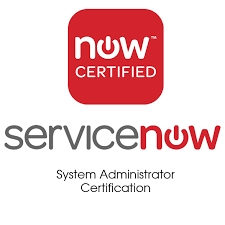 now™
CERTIFIED
servicenow
System Administrator
Certification